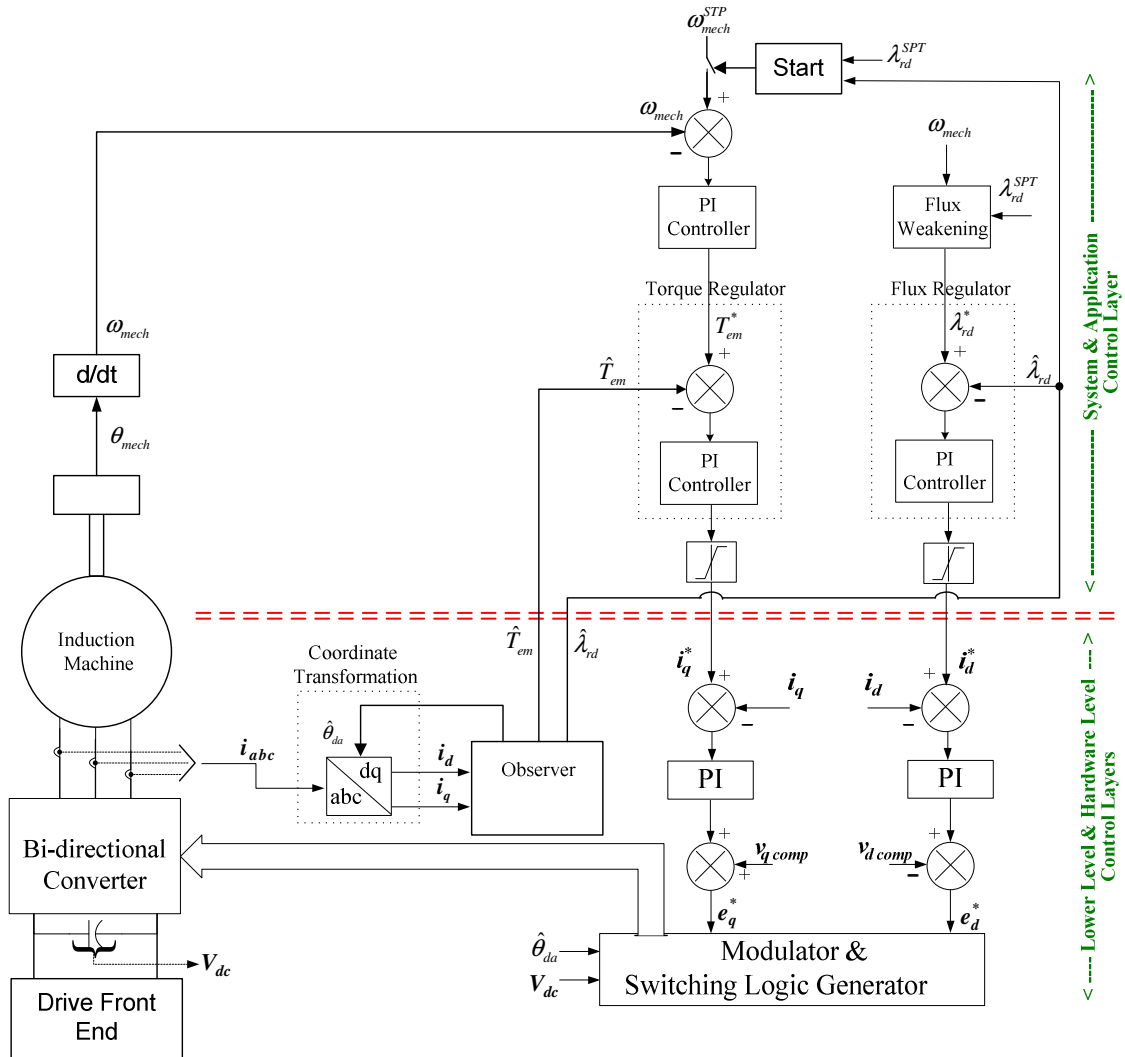 ω_mech^STP
Start
λ_rd^SPT
ω_mech
+
−
ω_mech
PI
Controller
Flux
Weakening
λ_rd^SPT
Torque Regulator
Flux Regulator
T_em^*
λ_rd^*
ω_mech
d/dt
T̂_em
+
−
+
−
λ̂_rd
θ_mech
PI
Controller
PI
Controller
System & Application
Control Layer
Induction
Machine
Coordinate
Transformation
T̂_em
λ̂_rd
i_q^*
+
i_q
−
i_d
−
+
i_d^*
θ̂_da
i_abc
dq
abc
i_d
i_q
Observer
PI
PI
Bi-directional
Converter
+
v_q comp
+
v_d comp
+
−
e_q^*
e_d^*
V_dc
θ̂_da
V_dc
Modulator &
Switching Logic Generator
Drive Front
End
Lower Level & Hardware Level
Control Layers